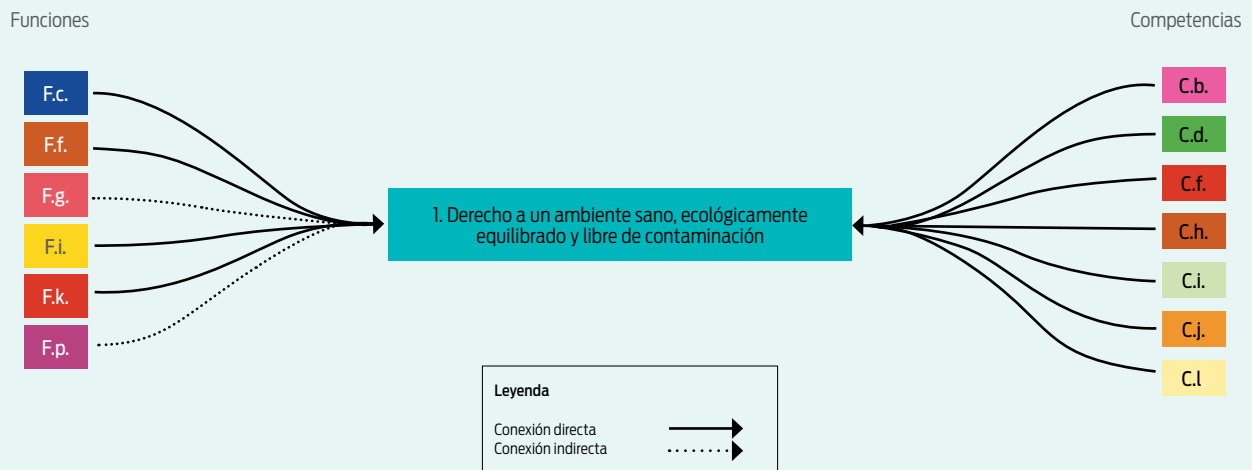 Funciones
Competencias
F.c.
F.f.
F.g.
F.i.
F.k.
F.p.
1. Derecho a un ambiente sano, ecológicamente
equilibrado y libre de contaminación
C.b.
C.d.
C.f.
C.h.
C.i.
C.j.
C.l
Leyenda
Conexión directa
Conexión indirecta